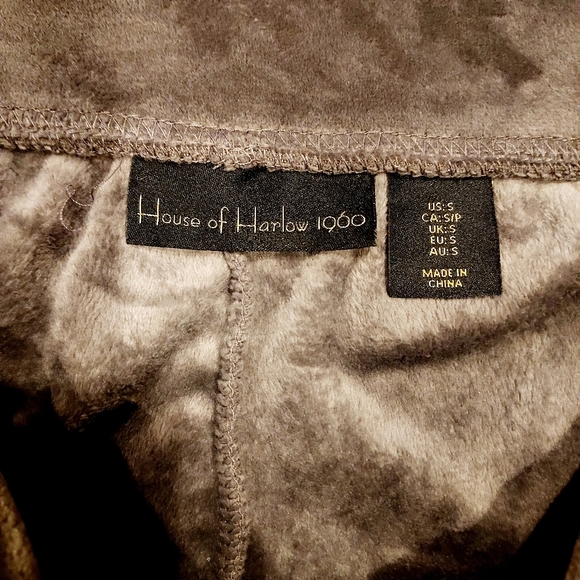 House of Harlow 1960
US: S
CA: S/P
UK: S
EU: S
AU: S
MADE IN
CHINA